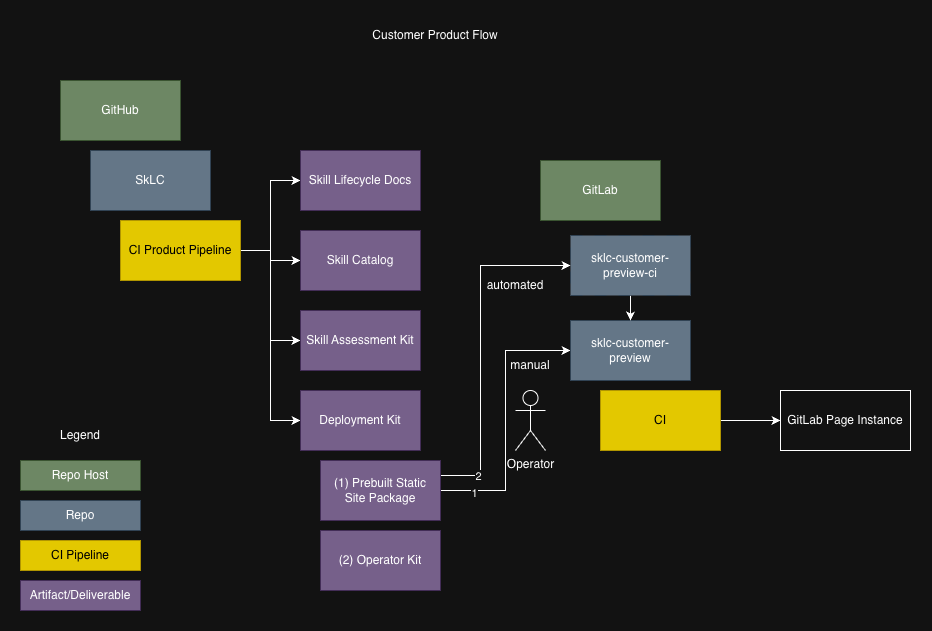 Customer Product Flow
GitHub
SkLC
CI Product Pipeline
Skill Lifecycle Docs
Skill Catalog
Skill Assessment Kit
Deployment Kit
(1) Prebuilt Static
Site Package
(2) Operator Kit
2
1
automated
manual
Operator
GitLab
sklc-customer-
preview-ci
sklc-customer-
preview
CI
GitLab Page Instance
Legend
Repo Host
Repo
CI Pipeline
Artifact/Deliverable